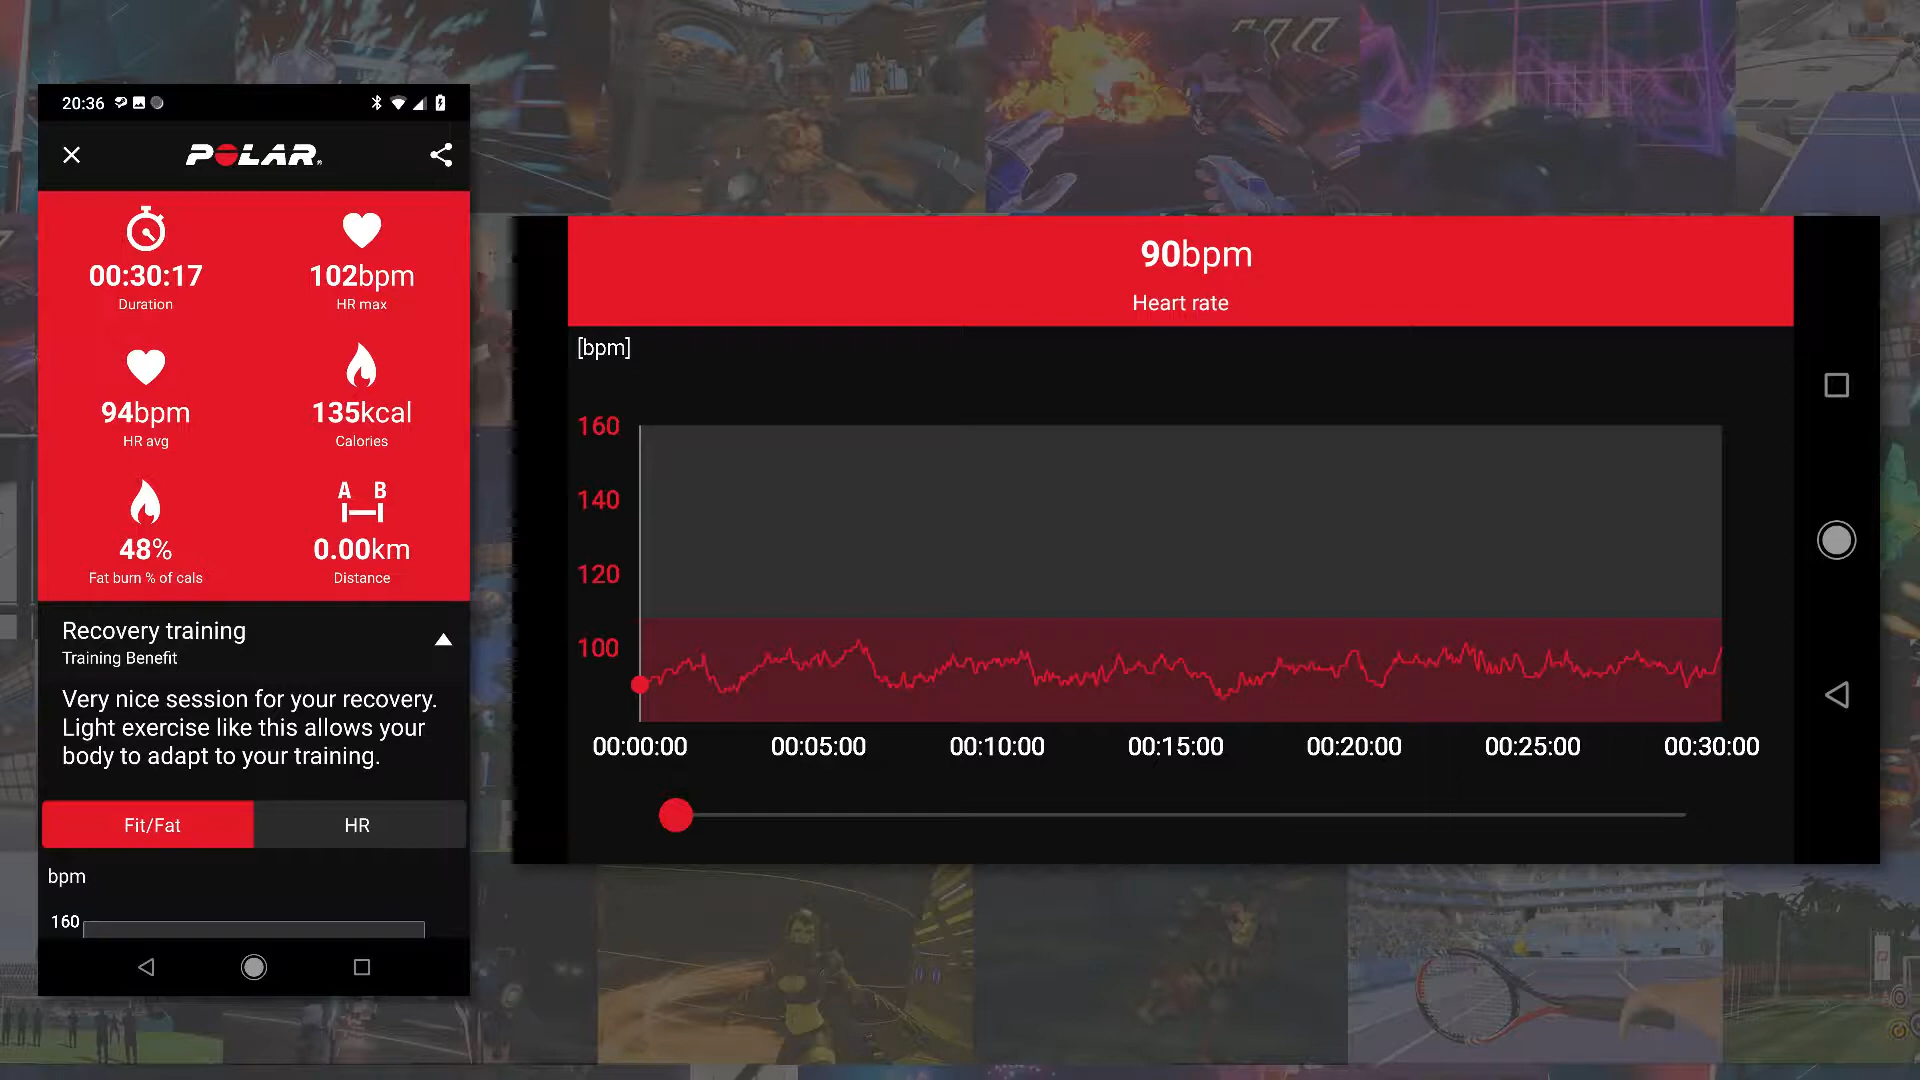 20:36
POLAR
00:30:17
Duration
102bpm
HR max
94bpm
HR avg
135kcal
Calories
48%
Fat burn % of cals
A B
0.00km
Distance
Recovery training
Training Benefit
Very nice session for your recovery.
Light exercise like this allows your
body to adapt to your training.
Fit/Fat
HR
bpm
160
90bpm
Heart rate
[bpm]
160
140
120
100
00:00:00 00:05:00 00:10:00 00:15:00 00:20:00 00:25:00 00:30:00